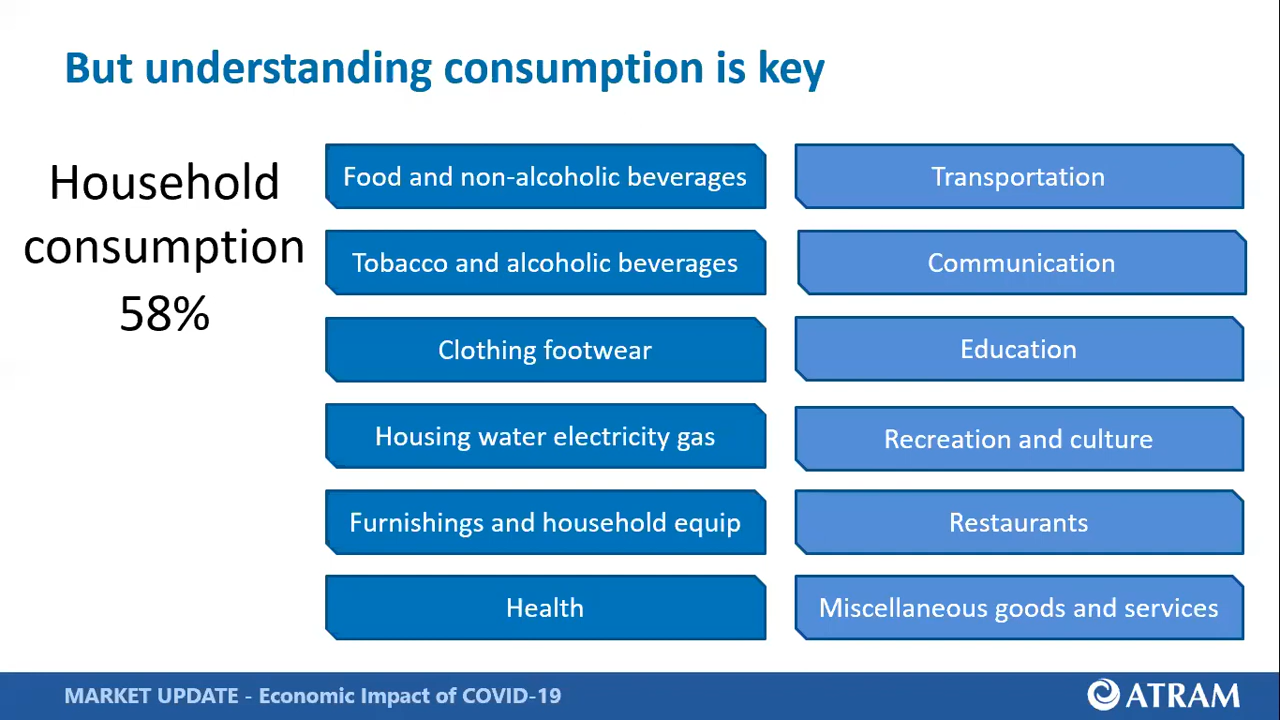 But understanding consumption is key
Household
consumption
58%
Food and non-alcoholic beverages
Tobacco and alcoholic beverages
Clothing footwear
Housing water electricity gas
Furnishings and household equip
Health
Transportation
Communication
Education
Recreation and culture
Restaurants
Miscellaneous goods and services
MARKET UPDATE - Economic Impact of COVID-19
ATRAM